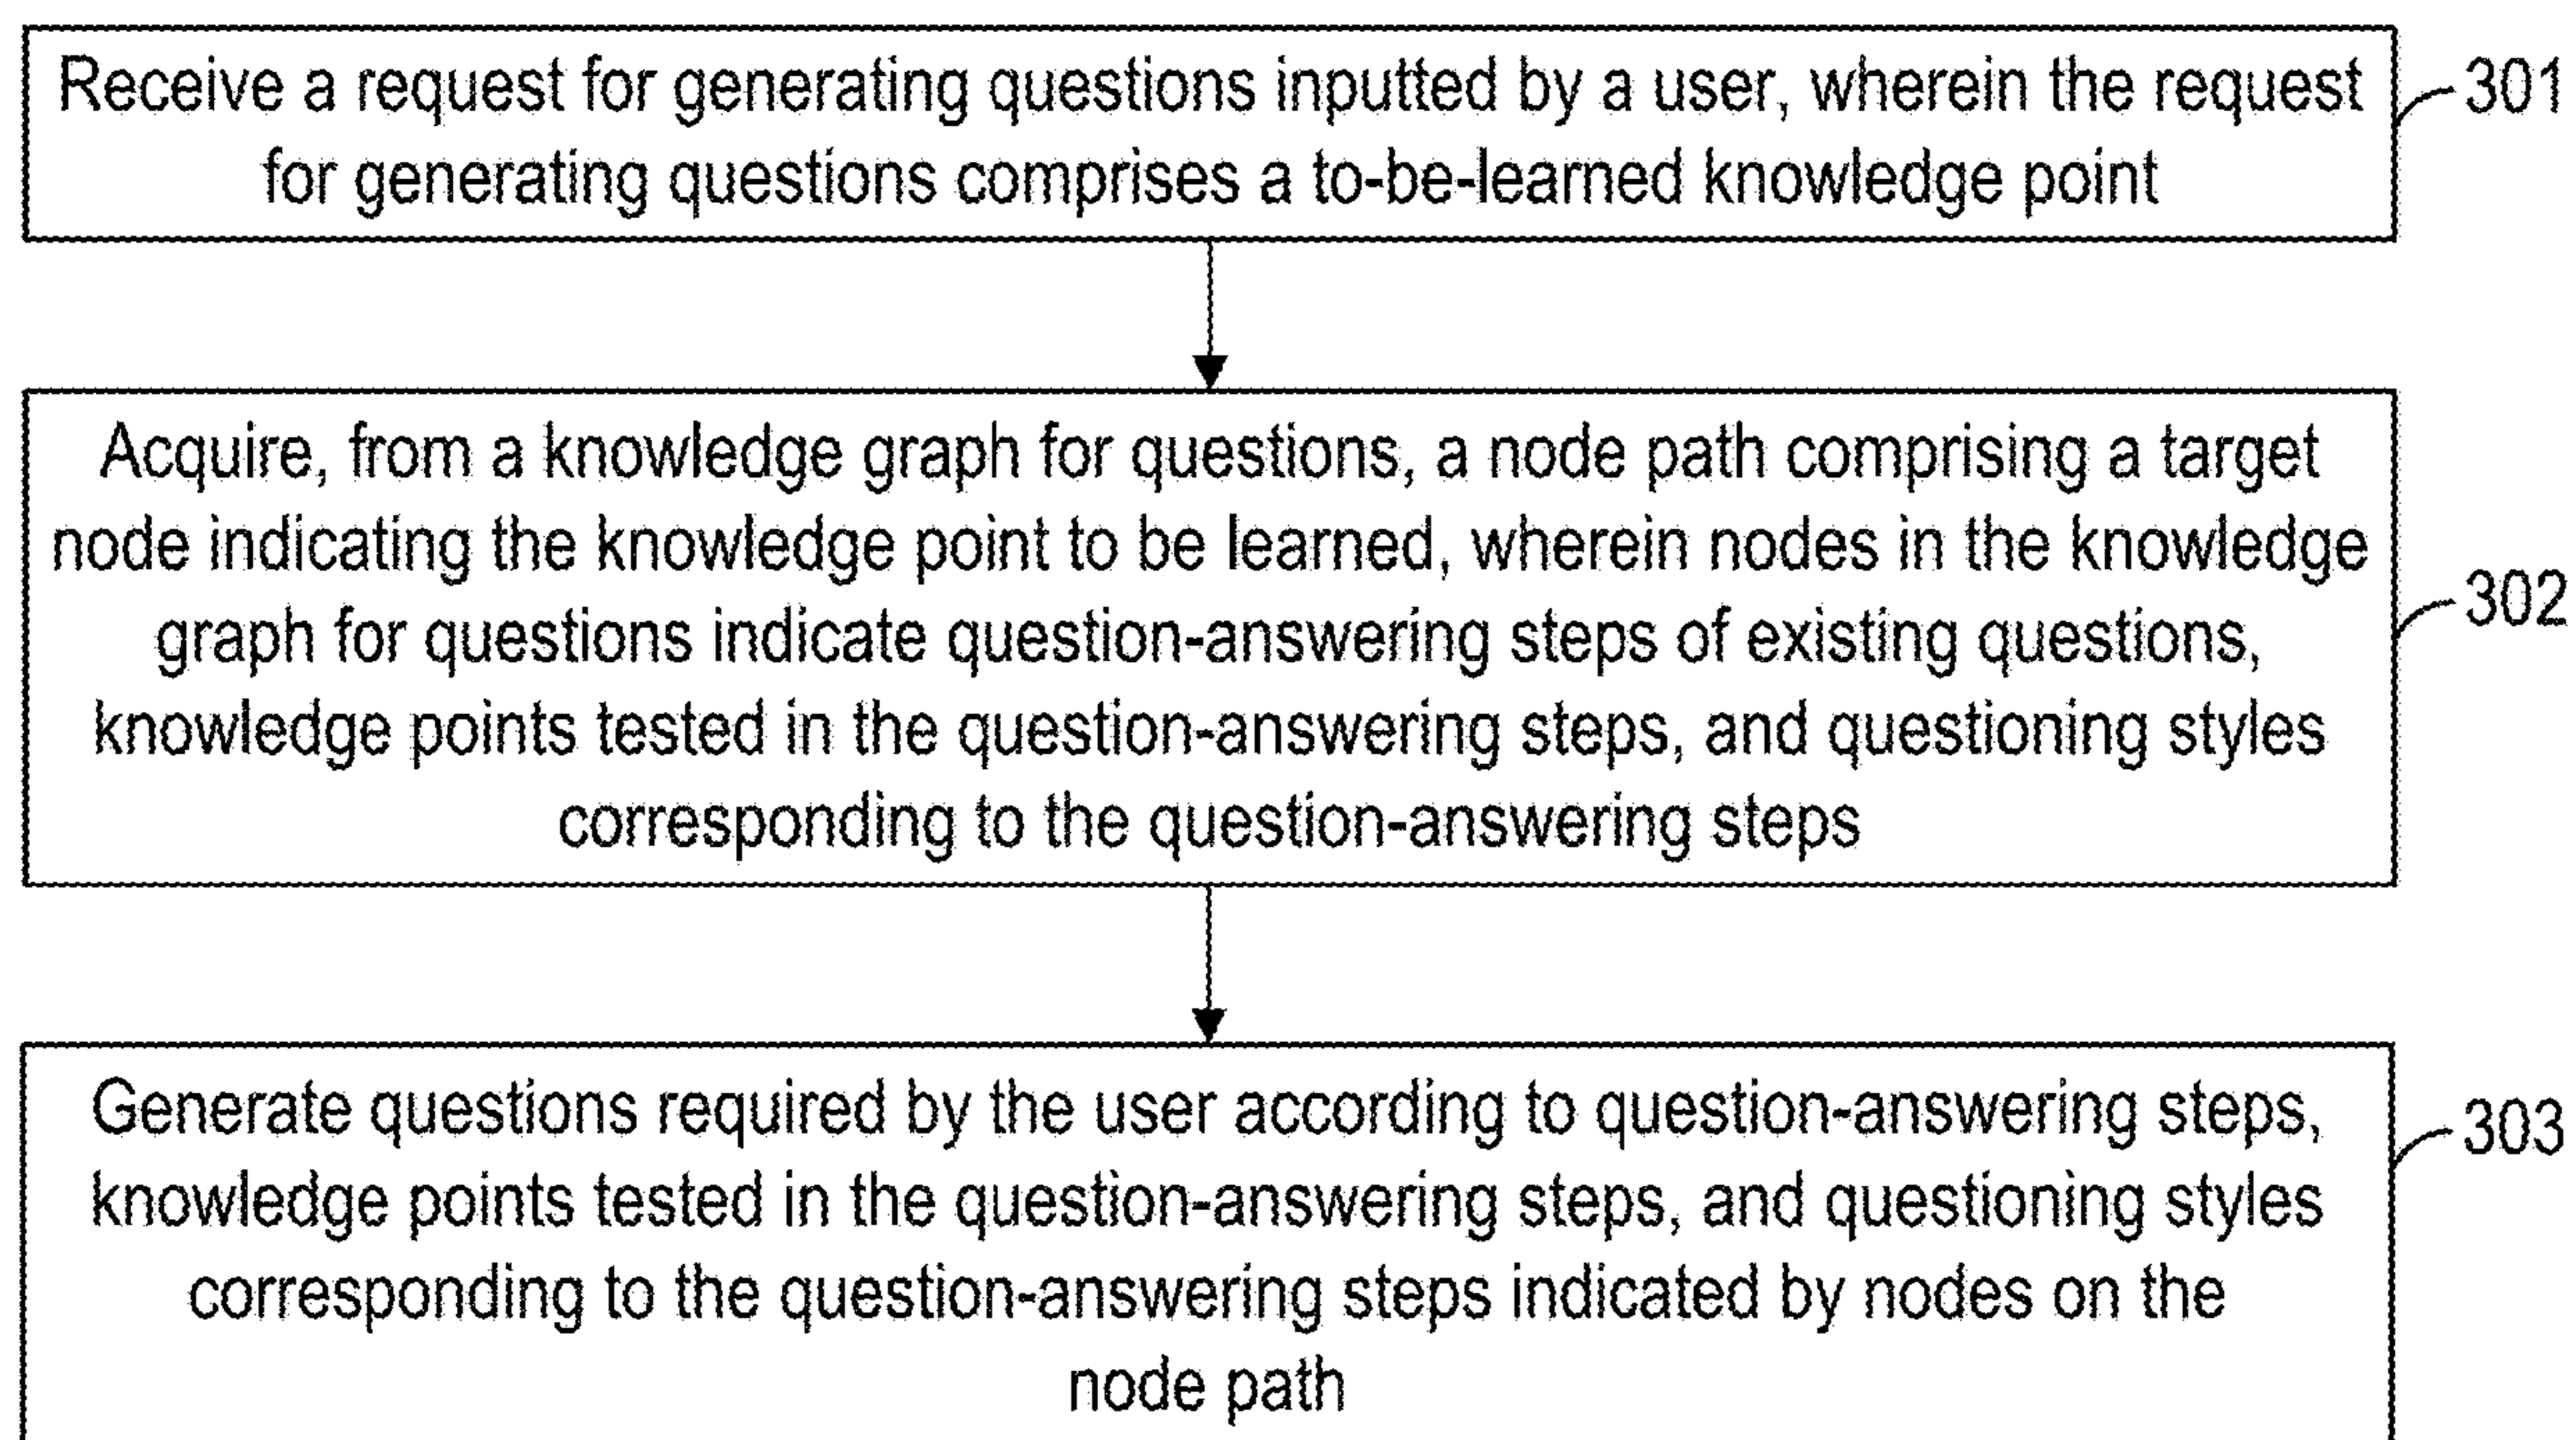 Receive a request for generating questions inputted by a user, wherein the request
for generating questions comprises a to-be-learned knowledge point
301
Acquire, from a knowledge graph for questions, a node path comprising a target
node indicating the knowledge point to be learned, wherein nodes in the knowledge
graph for questions indicate question-answering steps of existing questions,
knowledge points tested in the question-answering steps, and questioning styles
corresponding to the question-answering steps
302
Generate questions required by the user according to question-answering steps,
knowledge points tested in the question-answering steps, and questioning styles
corresponding to the question-answering steps indicated by nodes on the
node path
303